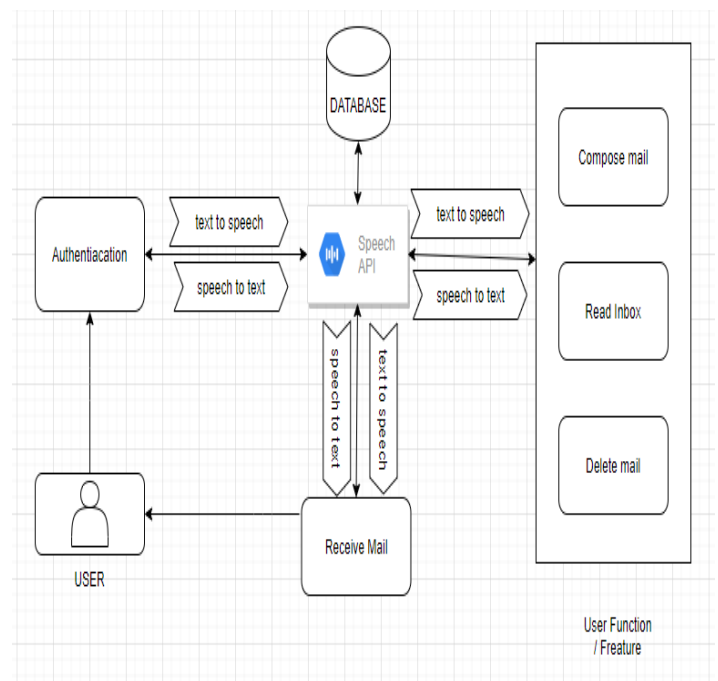 DATABASE
Compose mail
text to speech
text to speech
Authentiacation
Speech
API
speech to text
speech to text
Read Inbox
speech to text
text to speech
Delete mail
Receive Mail
USER
User Function
/ Freature